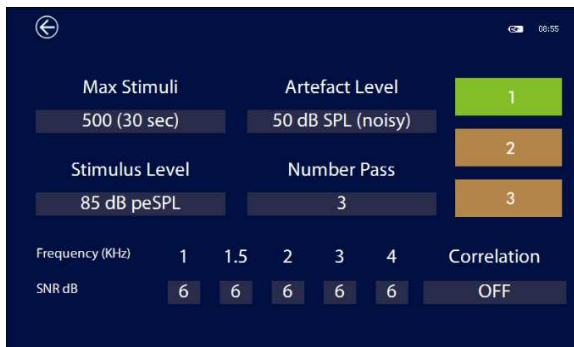 08:55
Max Stimuli Artefact Level 1
500 (30 sec) 50 dB SPL (noisy)
2
Stimulus Level Number Pass
85 dB peSPL 3 3
Frequency (KHz) 1 1.5 2 3 4 Correlation
SNR dB 6 6 6 6 6 OFF